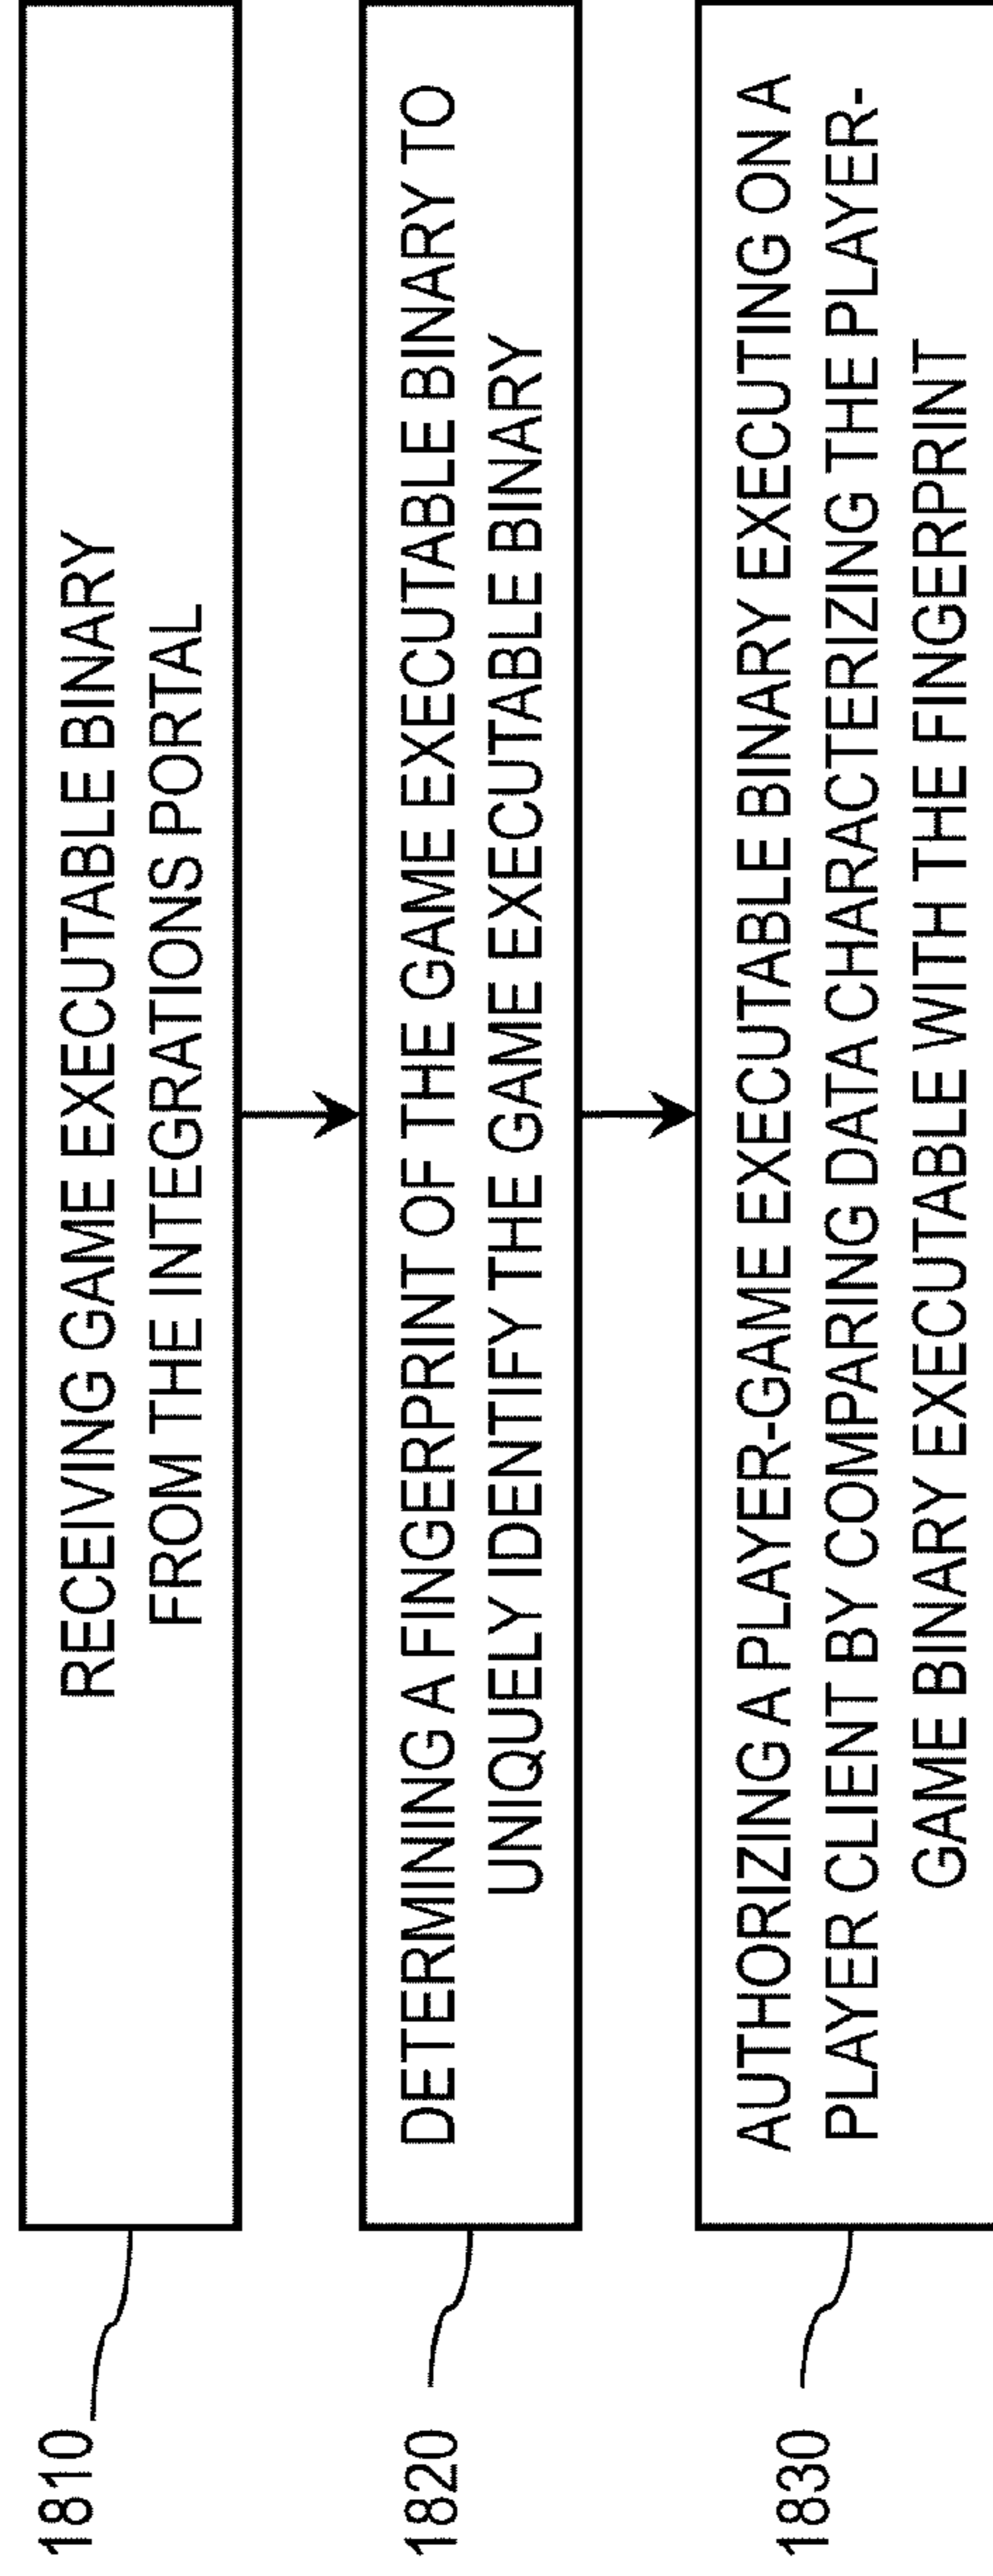 1810
RECEIVING GAME EXECUTABLE BINARY
FROM THE INTEGRATIONS PORTAL
1820
DETERMINING A FINGERPRINT OF THE GAME EXECUTABLE BINARY TO
UNIQUELY IDENTIFY THE GAME EXECUTABLE BINARY
1830
AUTHORIZING A PLAYER-GAME EXECUTABLE BINARY EXECUTING ON A
PLAYER CLIENT BY COMPARING DATA CHARACTERIZING THE PLAYER-
GAME BINARY EXECUTABLE WITH THE FINGERPRINT